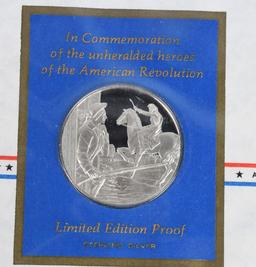 In Commemoration
of the unheralded heroes
of the American Revolution
Limited Edition Proof
STERLING SILVER
A